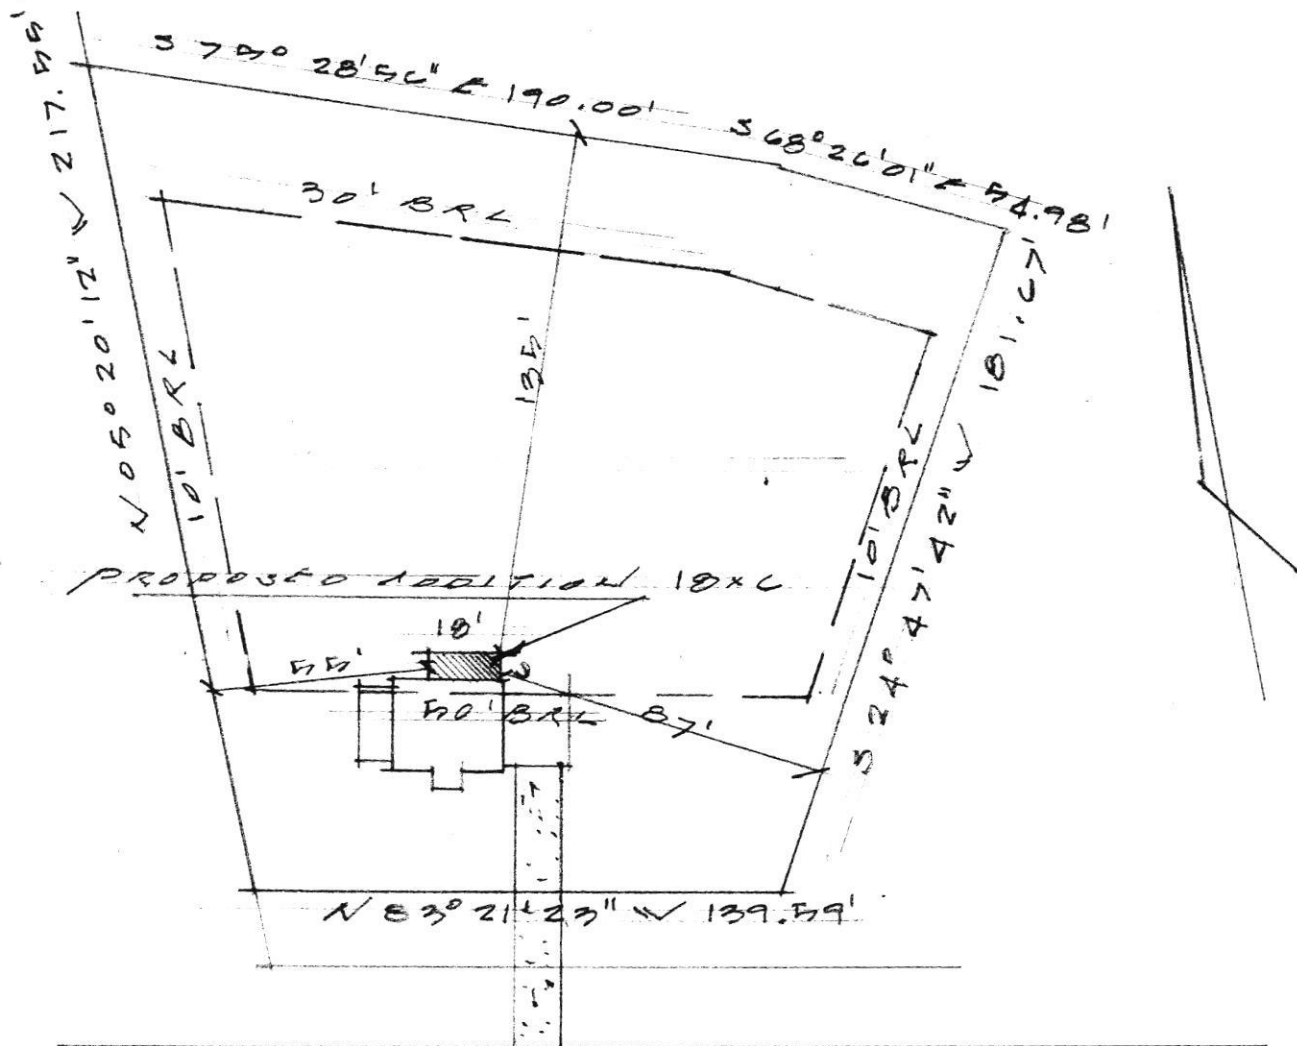 S 75° 28'56" E 190.00'
S 68° 26'01" E 54.98'
N 05° 20'12" W 217.55'
30' BRL
135'
10' BRL
10' BRL
S 24° 47' 42" W 181.67'
PROPOSED ADDITION 18x6
18'
55'
50' BRL
87'
N 83° 21' 23" W 139.59'